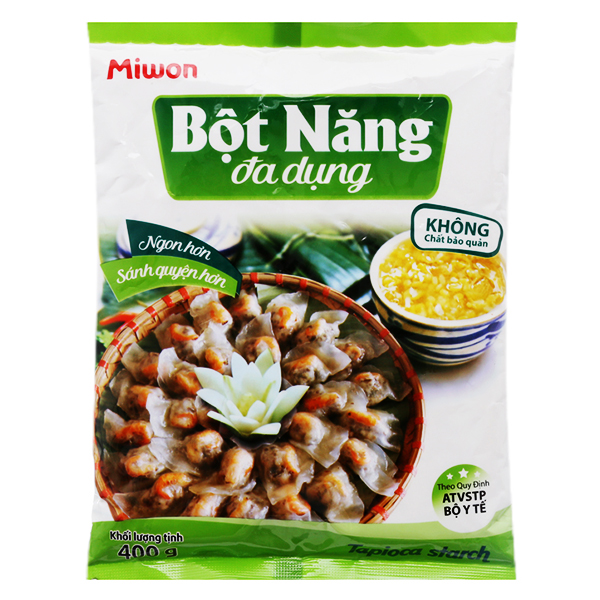 Miwon
Bột Năng
đa dụng
KHÔNG
Chất bảo quản
Ngon hơn
Sánh quyện hơn
Theo Quy Định
ATVSTP
BỘ Y TẾ
Khối lượng tịnh
400 g
Tapioca starch